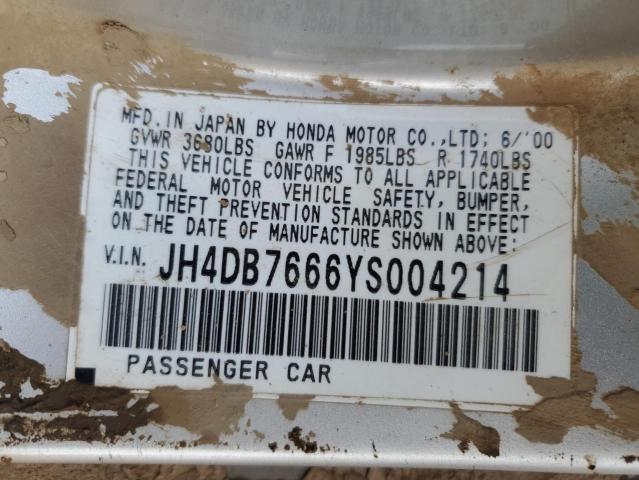 MFD. IN JAPAN BY HONDA MOTOR CO.,LTD; 6/'00
GVWR 3680LBS GAWR F 1985LBS R 1740LBS
THIS VEHICLE CONFORMS TO ALL APPLICABLE
FEDERAL MOTOR VEHICLE SAFETY, BUMPER,
AND THEFT PREVENTION STANDARDS IN EFFECT
ON THE DATE OF MANUFACTURE SHOWN ABOVE:
V.I.N. JH4DB7666YS004214
PASSENGER CAR